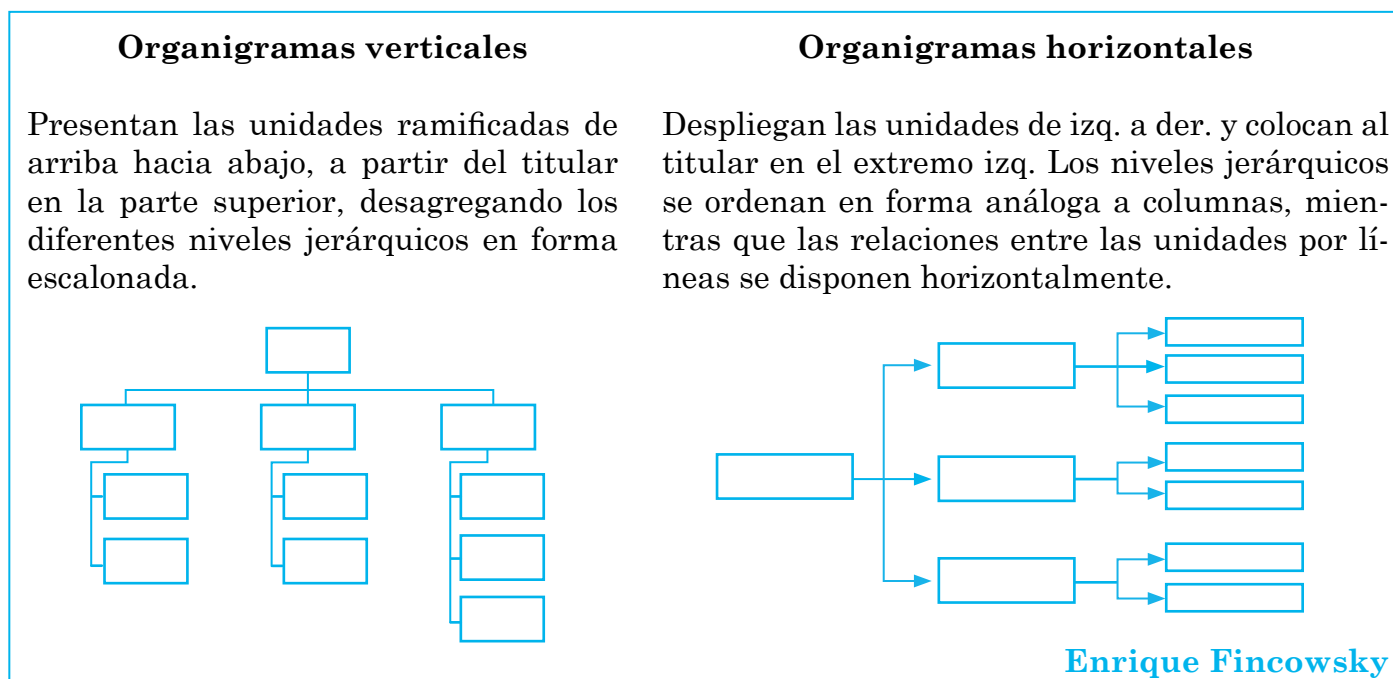 Organigramas verticales
Presentan las unidades ramificadas de
arriba hacia abajo, a partir del titular
en la parte superior, desagregando los
diferentes niveles jerárquicos en forma
escalonada.
Organigramas horizontales
Despliegan las unidades de izq. a der. y colocan al
titular en el extremo izq. Los niveles jerárquicos
se ordenan en forma análoga a columnas, mien-
tras que las relaciones entre las unidades por lí-
neas se disponen horizontalmente.
Enrique Fincowsky